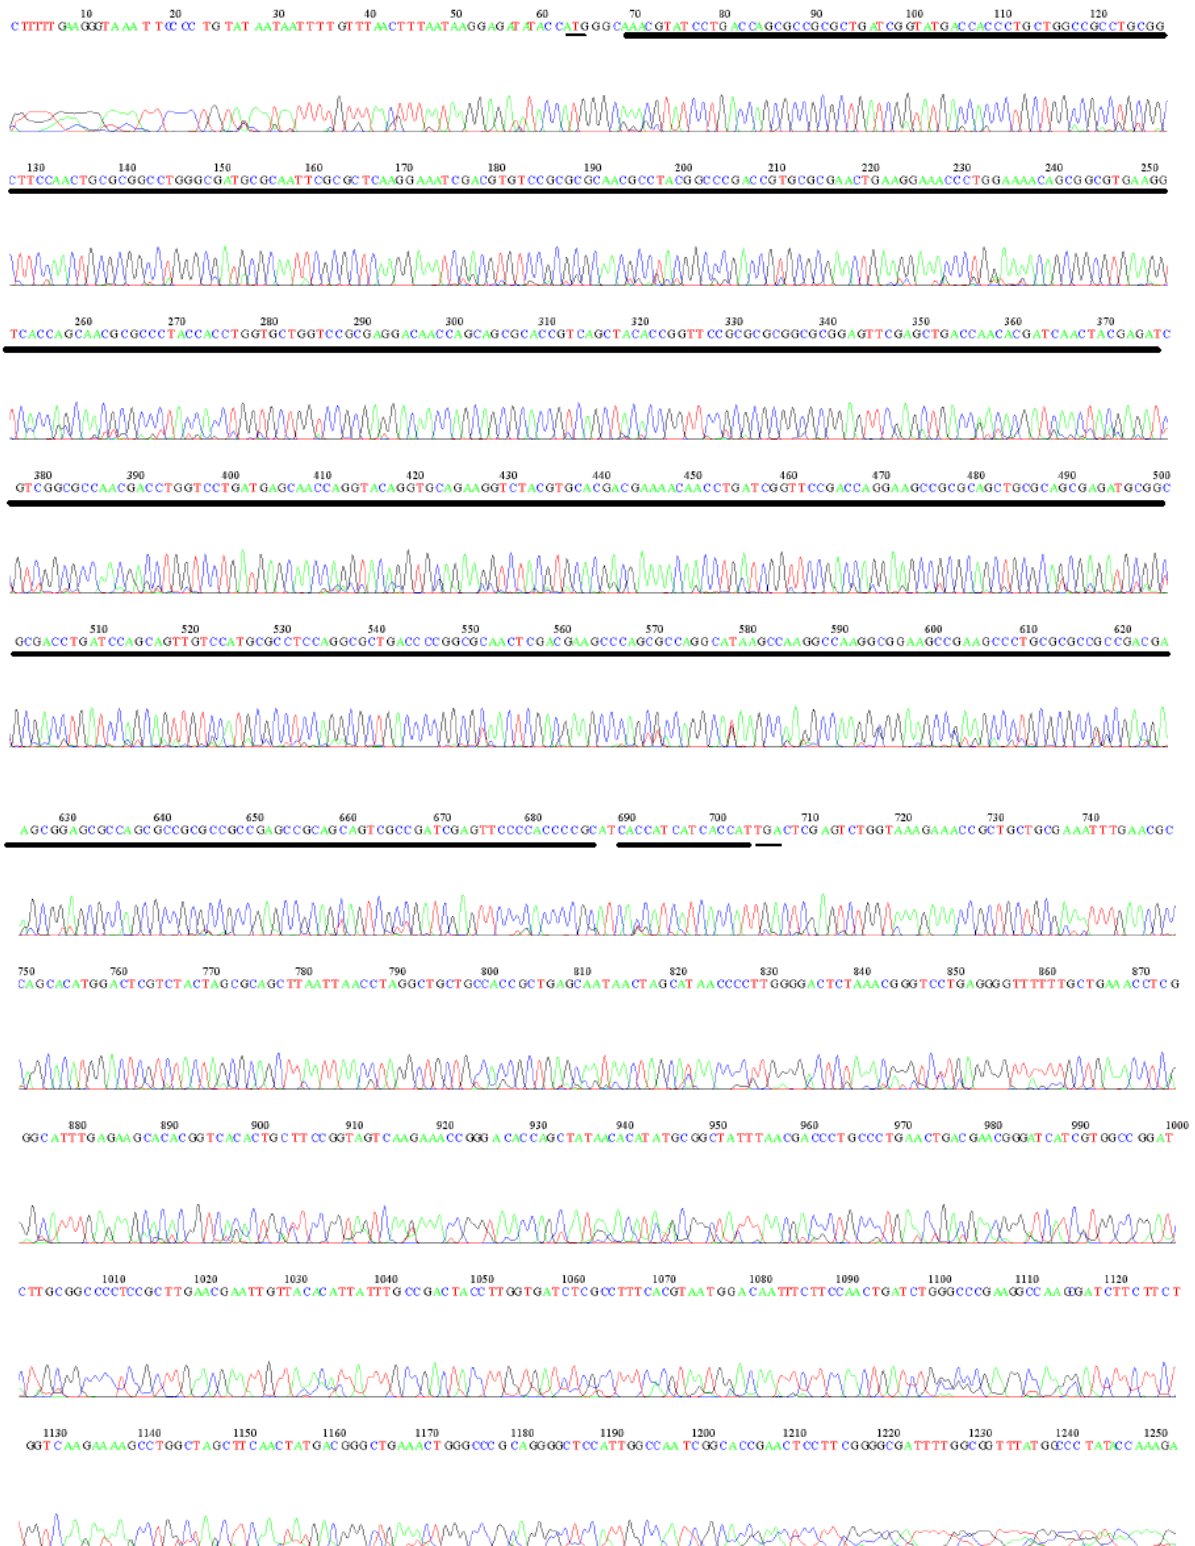 10 20 30 40 50 60 70 80 90 100 110 120
CTTTTTGAAGGGTAAATTCCCCTGTATAATAATTTTGTTTAACTTTAATAAGGAGATATACCATGGGCAAACGTATCCTGACCAGCGCCGCGCTGATCGGTATGACCACCCTGCTGGCCGCCTGCGG
130 140 150 160 170 180 190 200 210 220 230 240 250
CTTCCAACTGCGCGGCCTGGGCGATGCGCAATTCGCGCTCAAGGAAATCGACGTGTCCGCGCGCAACGCCTACGGCCCGACCGTGCGCGAACTGAAGGAAACCCTGGAAAACAGCGGCGTGAAGG
260 270 280 290 300 310 320 330 340 350 360 370
TCACCAGCAACGCGCCCTACCACCTGGTGCTGGTCCGCGAGGACAACCAGCAGCGCACCGTCAGCTACACCGGTTCCGCGCGCGGCGCGGAGTTCGAGCTGACCAACACGATCAACTACGAGATC
380 390 400 410 420 430 440 450 460 470 480 490 500
GTCGGCGCCAACGACCTGGTCCTGATGAGCAACCAGGTACAGGTGCAGAAGGTCTACGTGCACGACGAAAACAACCTGATCGGTTCCGACCAGGAAGCCGCGCAGCTGCGCAGCGAGATGCGGC
510 520 530 540 550 560 570 580 590 600 610 620
GCGACCTGATCCAGCAGTTGTCCATGCGCCTCCAGGCGCTGACCCCGGCGCAACTCGACGAAGCCCAGCGCCAGGCATAAGCCAAGGCCAAGGCGGAAGCCGAAGCCCTGCGCGCCGCCGACGA
630 640 650 660 670 680 690 700 710 720 730 740
AGCGGAGCGCCAGCGCCGCGCCGCCGAGCCGCAGCAGTCGCCGATCGAGTTCCCCACCCCGCATCACCATCATCACCATTGACTCGAGTCTGGTAAAGAAACCGCTGCTGCGAAATTTGAACGC
750 760 770 780 790 800 810 820 830 840 850 860 870
CAGCACATGGACTCGTCTACTAGCGCAGCTTAATTAACCTAGGCTGCTGCCACCGCTGAGCAATAACTAGCATAACCCCTTGGGGACTCTAAACGGGTCCTGAGGGGTTTTTTGCTGAAACCTCG
880 890 900 910 920 930 940 950 960 970 980 990 1000
GGCATTTGAGAAGCACACGGTCACACTGCTTCCGGTAGTCAAGAAACCGGGACACCAGCTATAACACATATGCGGCTATTTAACGACCCTGCCCTGAACTGACGAACGGGATCATCGTGGCCGGAT
1010 1020 1030 1040 1050 1060 1070 1080 1090 1100 1110 1120
CTTGCGGCCCCTCCGCTTGAACGAATTGTTACACATTATTTGCCGACTACCTTGGTGATCTCGCCTTTCACGTAATGGACAATTTCTTCCAACTGATCTGGGCCCGAAGGCCAAGCGATCTTCTTCT
1130 1140 1150 1160 1170 1180 1190 1200 1210 1220 1230 1240 1250
GGTCAAGAAAAGCCTGGCTAGCTTCAACTATGACGGGCTGAAACTGGGCCCGCAGGGGCTCCATTGGCCAATCGGCACCGAACTCCTTCGGGGCGATTTTGGCGGTTTATGGCCCTATACCAAAGA